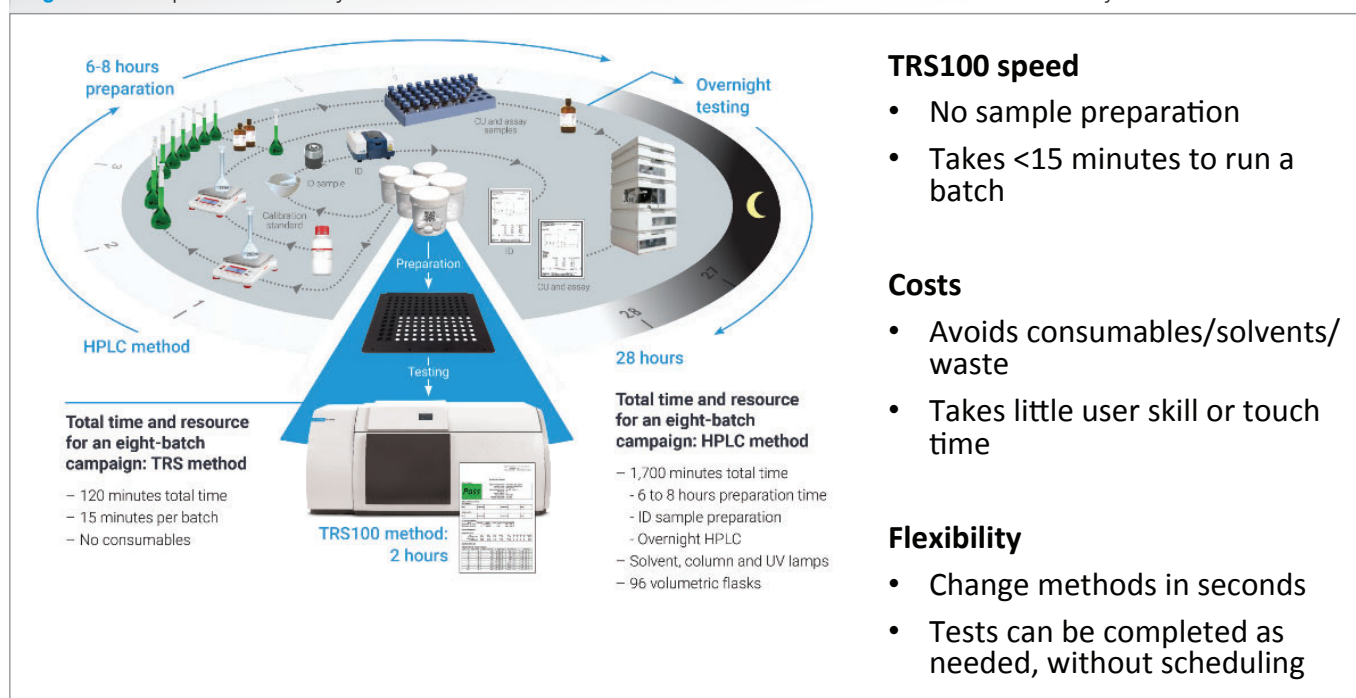 6-8 hours
preparation
Overnight
testing
CU and assay
samples
ID
ID sample
Calibration
standard
3
2
1
27
28
ID
CU and assay
Preparation
Testing
HPLC method
28 hours
Total time and resource
for an eight-batch
campaign: TRS method
– 120 minutes total time
– 15 minutes per batch
– No consumables
Pass
TRS100 method:
2 hours
Total time and resource
for an eight-batch
campaign: HPLC method
– 1,700 minutes total time
- 6 to 8 hours preparation time
- ID sample preparation
- Overnight HPLC
– Solvent, column and UV lamps
– 96 volumetric flasks
TRS100 speed
• No sample preparation
• Takes <15 minutes to run a
batch
Costs
• Avoids consumables/solvents/
waste
• Takes little user skill or touch
time
Flexibility
• Change methods in seconds
• Tests can be completed as
needed, without scheduling